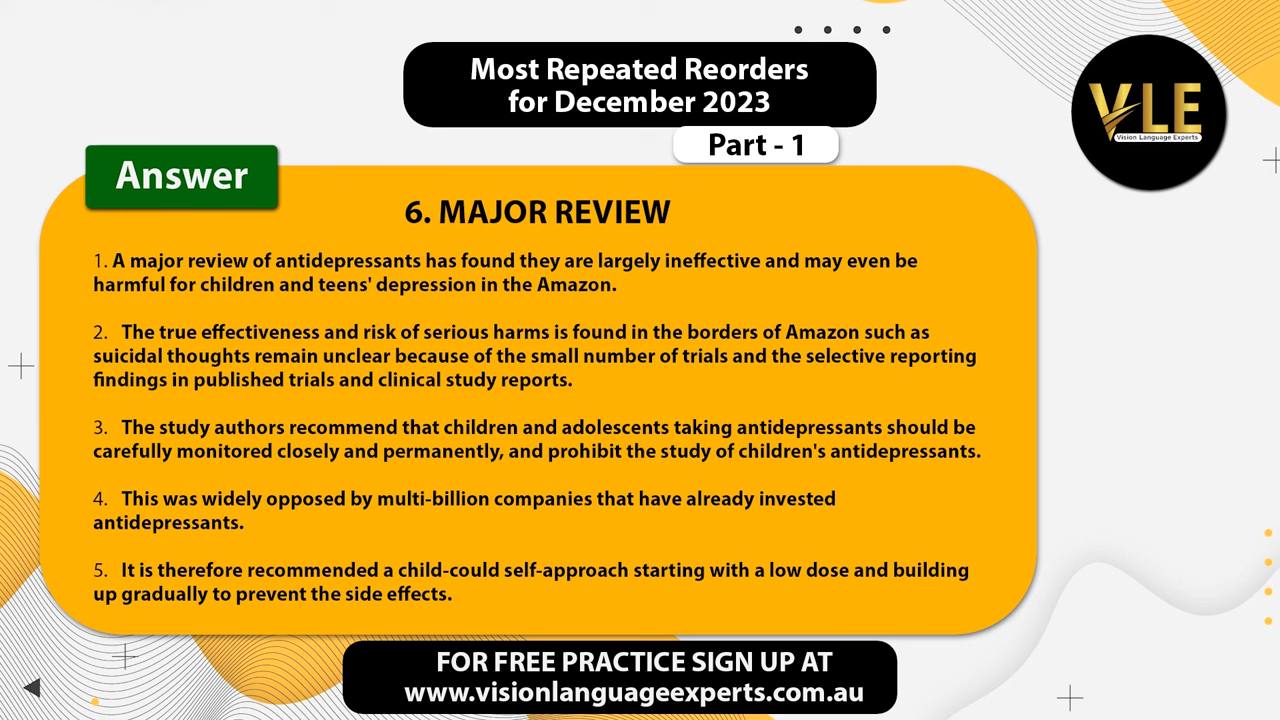 Most Repeated Reorders
for December 2023
Part - 1
VLE
Vision Language Experts
Answer
6. MAJOR REVIEW
1. A major review of antidepressants has found they are largely ineffective and may even be
harmful for children and teens' depression in the Amazon.
2. The true effectiveness and risk of serious harms is found in the borders of Amazon such as
suicidal thoughts remain unclear because of the small number of trials and the selective reporting
findings in published trials and clinical study reports.
3. The study authors recommend that children and adolescents taking antidepressants should be
carefully monitored closely and permanently, and prohibit the study of children's antidepressants.
4. This was widely opposed by multi-billion companies that have already invested
antidepressants.
5. It is therefore recommended a child-could self-approach starting with a low dose and building
up gradually to prevent the side effects.
FOR FREE PRACTICE SIGN UP AT
www.visionlanguageexperts.com.au